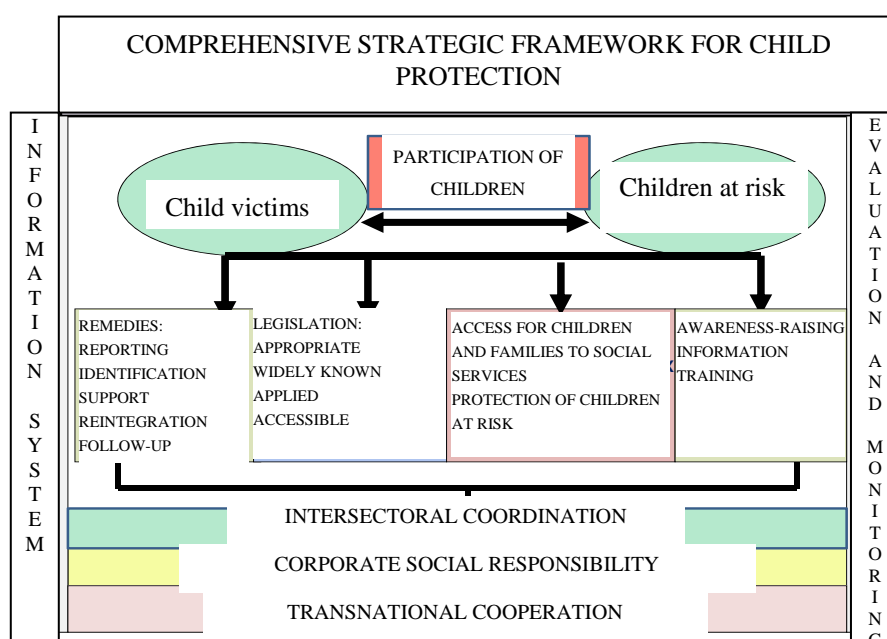 COMPREHENSIVE STRATEGIC FRAMEWORK FOR CHILD
PROTECTION
INFORMATION SYSTEM
PARTICIPATION OF
CHILDREN
Child victims
Children at risk
REMEDIES:
REPORTING
IDENTIFICATION
SUPPORT
REINTEGRATION
FOLLOW-UP
LEGISLATION:
APPROPRIATE
WIDELY KNOWN
APPLIED
ACCESSIBLE
ACCESS FOR CHILDREN
AND FAMILIES TO SOCIAL
SERVICES
PROTECTION OF CHILDREN
AT RISK
AWARENESS-RAISING
INFORMATION
TRAINING
INTERSECTORAL COORDINATION
CORPORATE SOCIAL RESPONSIBILITY
TRANSNATIONAL COOPERATION
EVALUATION AND MONITORING